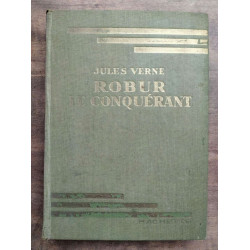 JULES VERNE
ROBUR
LE CONQUÉRANT